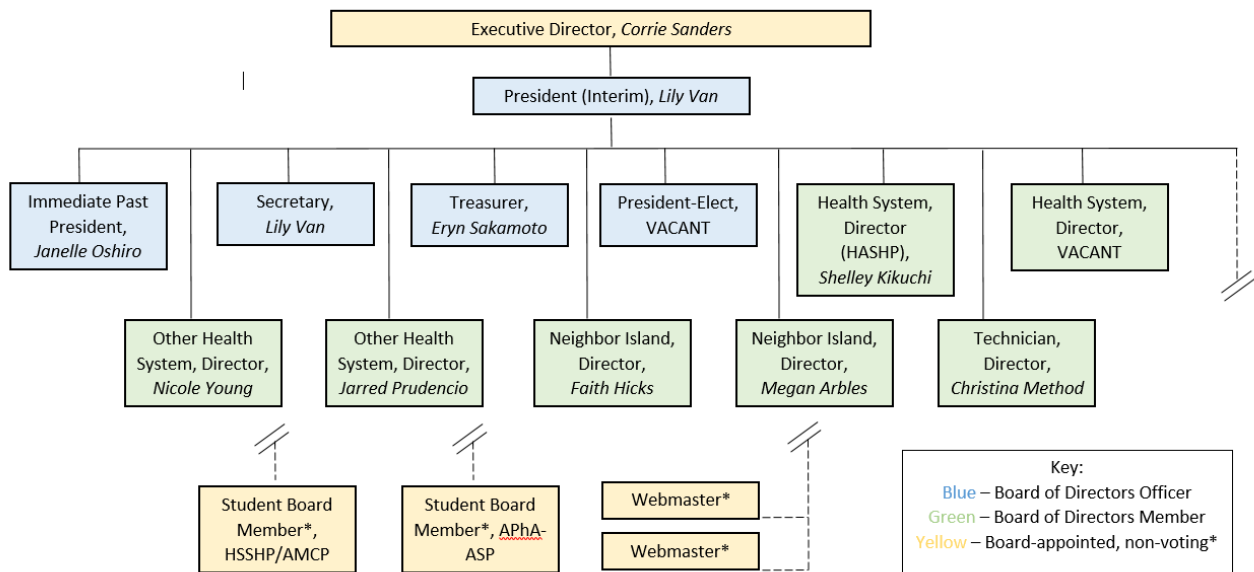 Executive Director, Corrie Sanders
President (Interim), Lily Van
Immediate Past
President,
Janelle Oshiro
Secretary,
Lily Van
Treasurer,
Eryn Sakamoto
President-Elect,
VACANT
Health System,
Director
(HASHP),
Shelley Kikuchi
Health System,
Director,
VACANT
Other Health
System, Director,
Nicole Young
Other Health
System, Director,
Jarred Prudencio
Neighbor Island,
Director,
Faith Hicks
Neighbor Island,
Director,
Megan Arbles
Technician,
Director,
Christina Method
Student Board
Member*,
HSSHP/AMCP
Student Board
Member*, APhA-
ASP
Webmaster*
Webmaster*
Key:
Blue – Board of Directors Officer
Green – Board of Directors Member
Yellow – Board-appointed, non-voting*